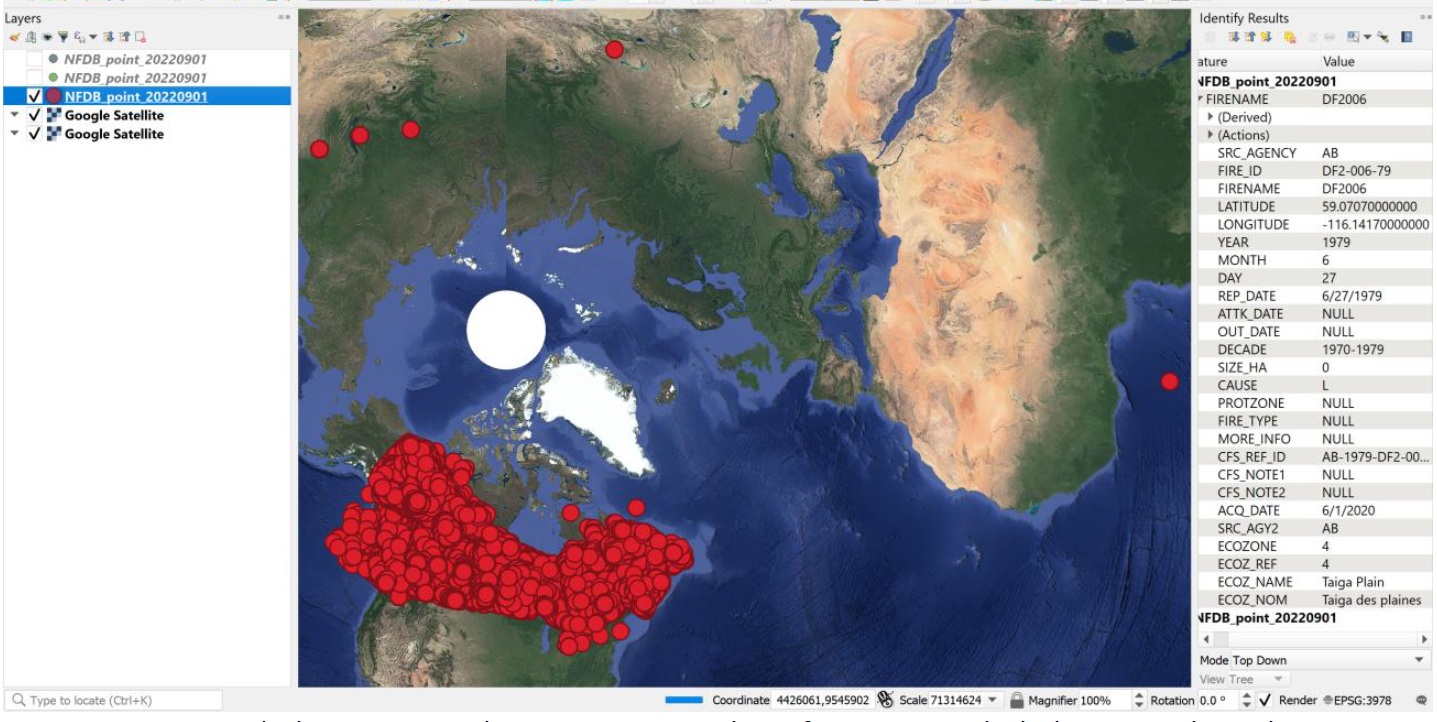 Layers
NFDB_point_20220901
NFDB_point_20220901
NFDB_point_20220901
Google Satellite
Google Satellite
Identify Results
ature Value
NFDB_point_20220901
FIRENAME DF2006
(Derived)
(Actions)
SRC_AGENCY AB
FIRE_ID DF2-006-79
FIRENAME DF2006
LATITUDE 59.07070000000
LONGITUDE -116.14170000000
YEAR 1979
MONTH 6
DAY 27
REP_DATE 6/27/1979
ATTK_DATE NULL
OUT_DATE NULL
DECADE 1970-1979
SIZE_HA 0
CAUSE L
PROTZONE NULL
FIRE_TYPE NULL
MORE_INFO NULL
CFS_REF_ID AB-1979-DF2-00...
CFS_NOTE1 NULL
CFS_NOTE2 NULL
ACQ_DATE 6/1/2020
SRC_AGY2 AB
ECOZONE 4
ECOZ_REF 4
ECOZ_NAME Taiga Plain
ECOZ_NOM Taiga des plaines
NFDB_point_20220901
Mode Top Down
View Tree
Type to locate (Ctrl+K)
Coordinate 4426061,9545902 Scale 71314624 Magnifier 100% Rotation 0.0 ° Render EPSG:3978